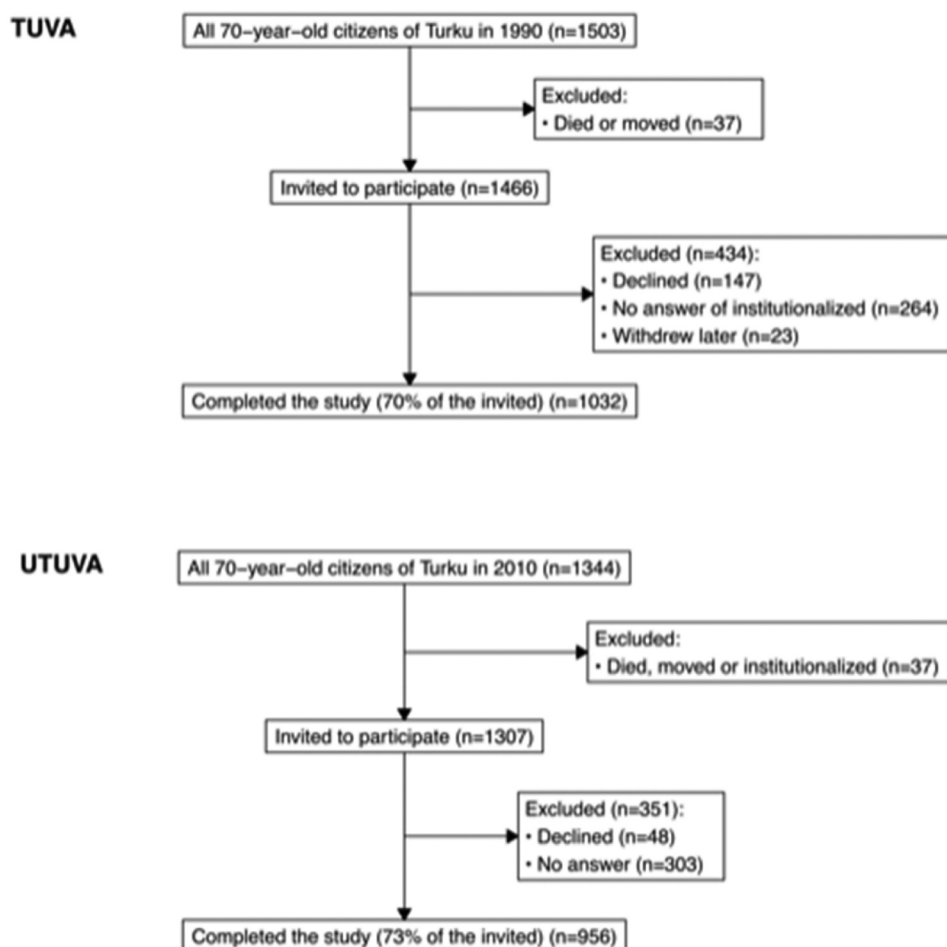 TUVA
All 70–year–old citizens of Turku in 1990 (n=1503)
Excluded:
• Died or moved (n=37)
Invited to participate (n=1466)
Excluded (n=434):
• Declined (n=147)
• No answer of institutionalized (n=264)
• Withdrew later (n=23)
Completed the study (70% of the invited) (n=1032)
UTUVA
All 70–year–old citizens of Turku in 2010 (n=1344)
Excluded:
• Died, moved or institutionalized (n=37)
Invited to participate (n=1307)
Excluded (n=351):
• Declined (n=48)
• No answer (n=303)
Completed the study (73% of the invited) (n=956)